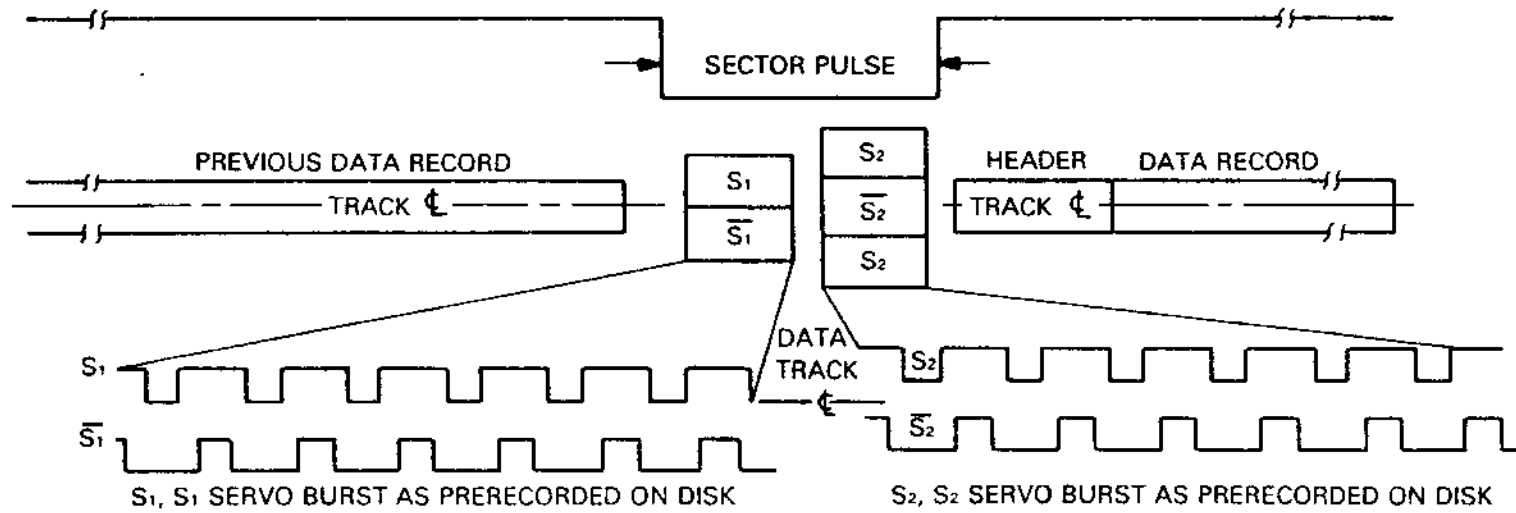 SECTOR PULSE
PREVIOUS DATA RECORD
TRACK ℄
S₁
S̅₁̅
S₂
S̅₂̅
S₂
HEADER
DATA RECORD
TRACK ℄
S₁
S̅₁̅
DATA
TRACK
℄
S₂
S̅₂̅
S₁, S₁ SERVO BURST AS PRERECORDED ON DISK
S₂, S₂ SERVO BURST AS PRERECORDED ON DISK